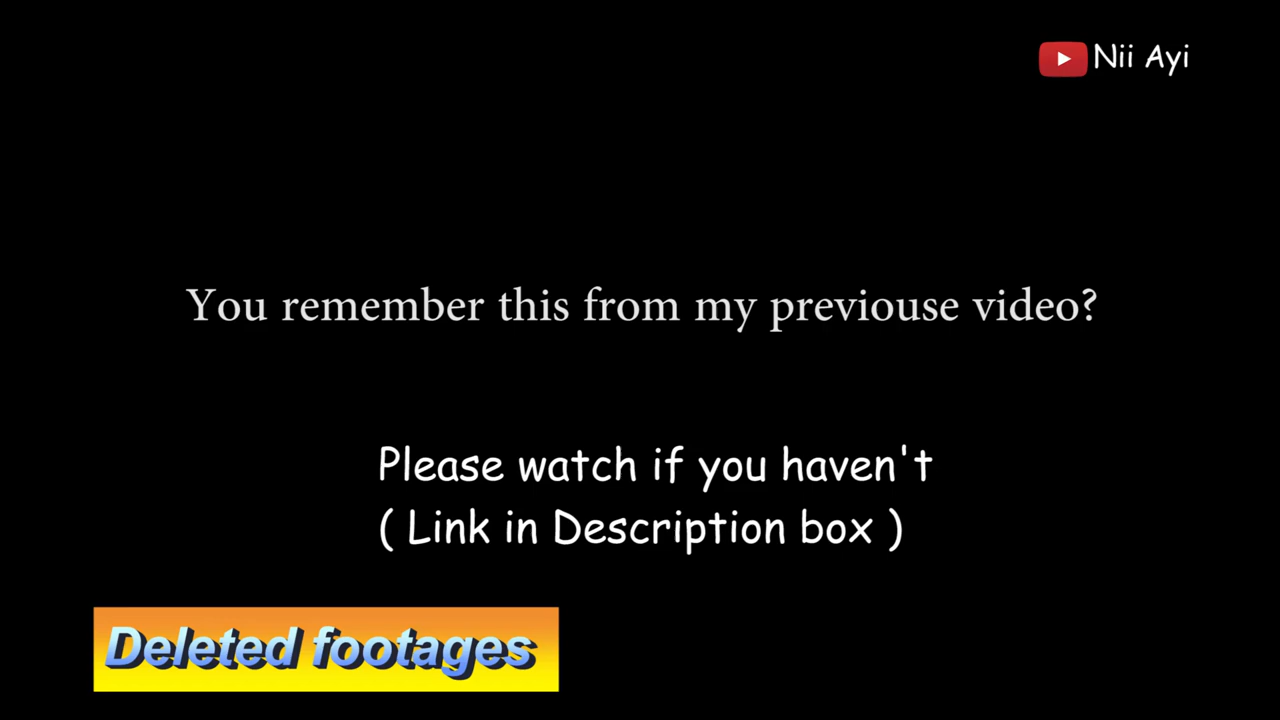 Nii Ayi
You remember this from my previouse video?
Please watch if you haven't
( Link in Description box )
Deleted footages